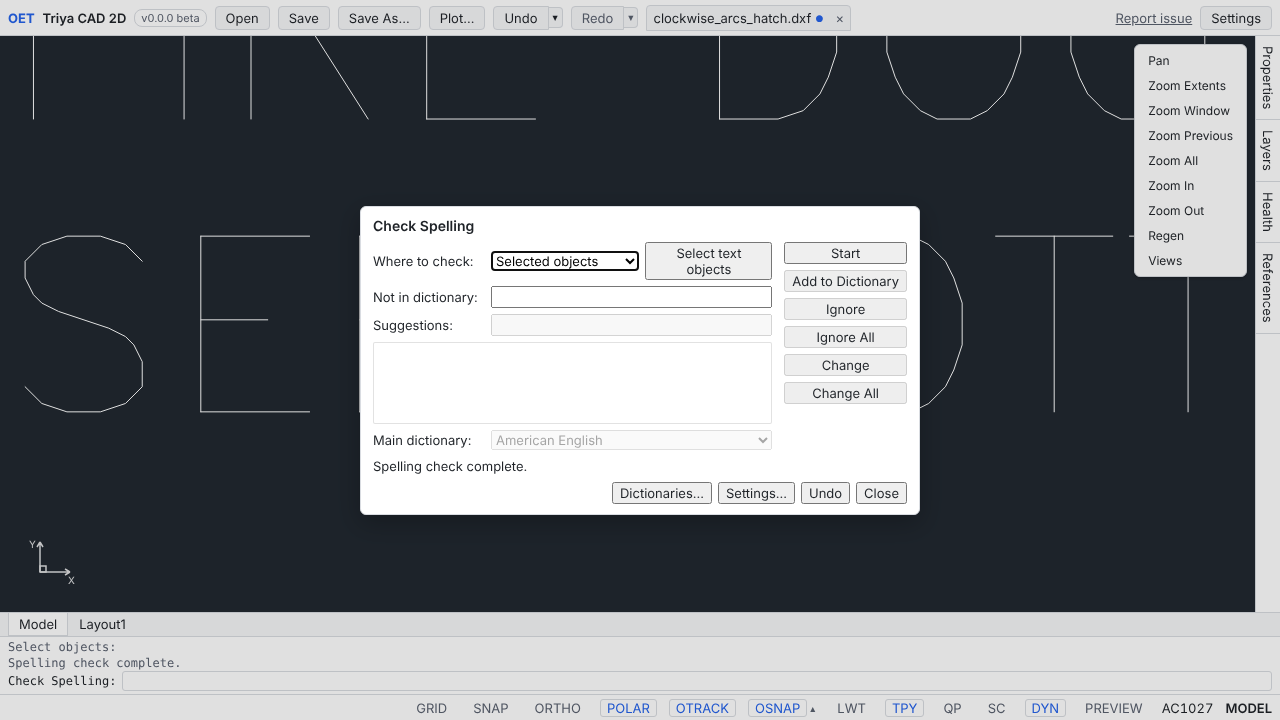 OET Triya CAD 2D v0.0.0 beta Open Save Save As... Plot... Undo ▾ Redo ▾ clockwise_arcs_hatch.dxf ● × Report issue Settings
Pan
Zoom Extents
Zoom Window
Zoom Previous
Zoom All
Zoom In
Zoom Out
Regen
Views
Properties
Layers
Health
References
Check Spelling
Where to check: Selected objects Select text objects Start
Add to Dictionary
Not in dictionary: Ignore
Suggestions: Ignore All
Change
Change All
Main dictionary: American English
Spelling check complete.
Dictionaries... Settings... Undo Close
Y
X
Model Layout1
Select objects:
Spelling check complete.
Check Spelling:
GRID SNAP ORTHO POLAR OTRACK OSNAP ▴ LWT TPY QP SC DYN PREVIEW AC1027 MODEL